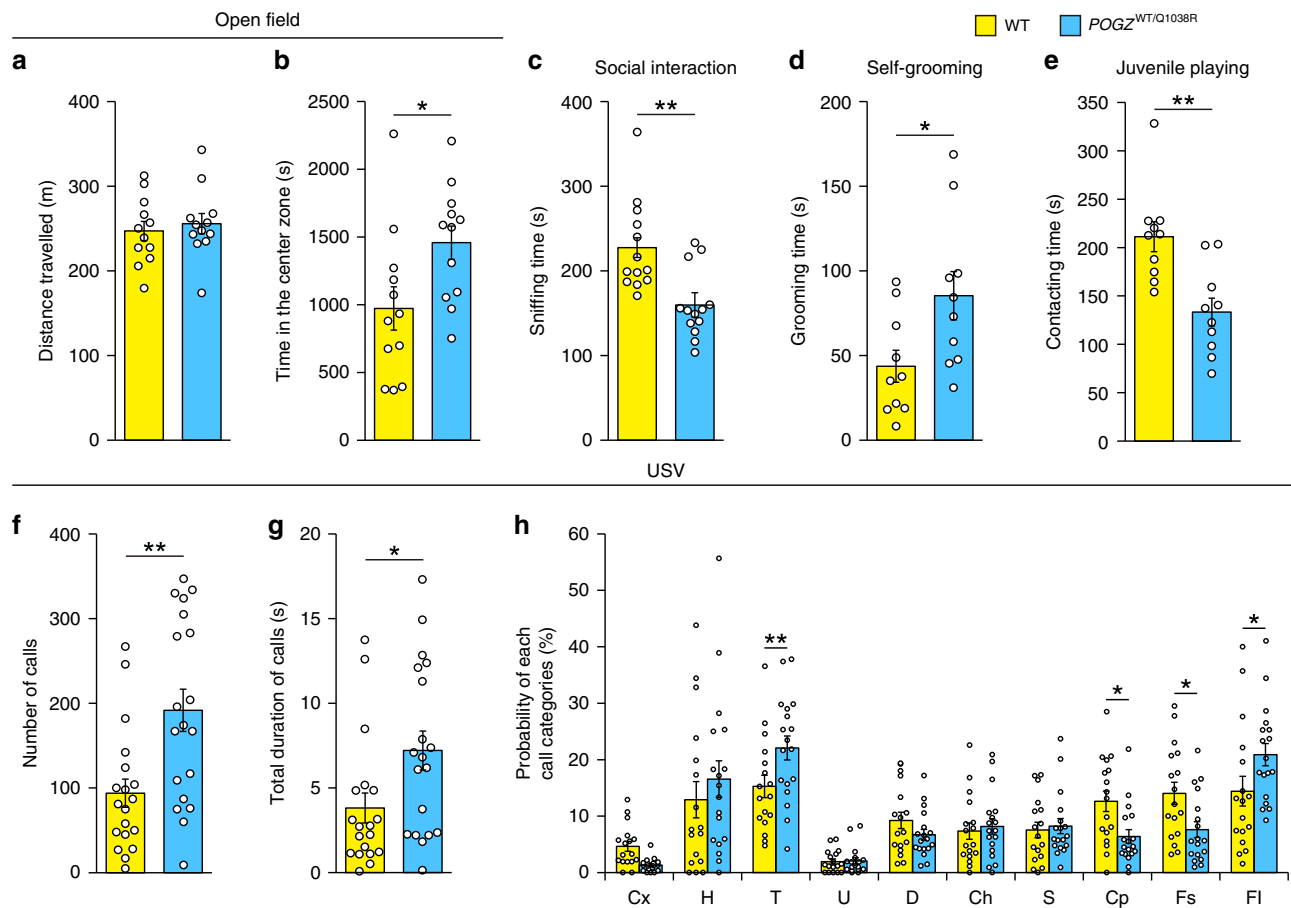 Open field
WT
POGZ^WT/Q1038R
a
b
c
d
e
Social interaction
Self-grooming
Juvenile playing
Distance travelled (m)
400
300
200
100
0
Time in the center zone (s)
2500
2000
1500
1000
500
0
*
Sniffing time (s)
400
300
200
100
0
**
Grooming time (s)
200
150
100
50
0
*
Contacting time (s)
350
300
250
200
150
100
50
0
**
USV
f
g
h
Number of calls
400
300
200
100
0
**
Total duration of calls (s)
20
15
10
5
0
*
Probability of each
call categories (%)
60
50
40
30
20
10
0
**
*
*
*
Cx
H
T
U
D
Ch
S
Cp
Fs
Fl